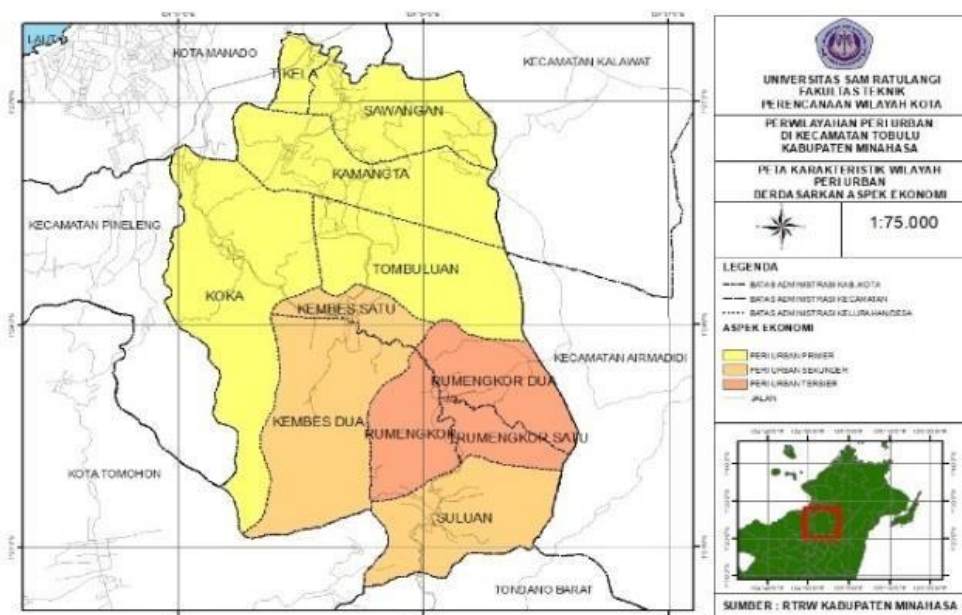 LAUT
KOTA MANADO
KECAMATAN KALAWAT
TIKELA
SAWANGAN
KAMANGTA
KECAMATAN PINELENG
TOMBULUAN
KOKA
KEMBES SATU
KECAMATAN AIRMADIDI
RUMENGKOR DUA
KEMBES DUA
RUMENGKOR
RUMENGKOR SATU
KOTA TOMOHON
SULUAN
TONDANO BARAT
UNIVERSITAS SAM RATULANGI
FAKULTAS TEKNIK
PERENCANAAN WILAYAH KOTA
PERWILAYAHAN PERI URBAN
DI KECAMATAN TOBULU
KABUPATEN MINAHASA
PETA KARAKTERISTIK WILAYAH
PERI URBAN
BERDASARKAN ASPEK EKONOMI
1:75.000
LEGENDA
BATAS ADMINISTRASI KAB./KOTA
BATAS ADMINISTRASI KECAMATAN
BATAS ADMINISTRASI KELURAHAN/DESA
ASPEK EKONOMI
PERI URBAN PRIMER
PERI URBAN SEKUNDER
PERI URBAN TERSIER
JALAN
SUMBER : RTRW KABUPATEN MINAHASA